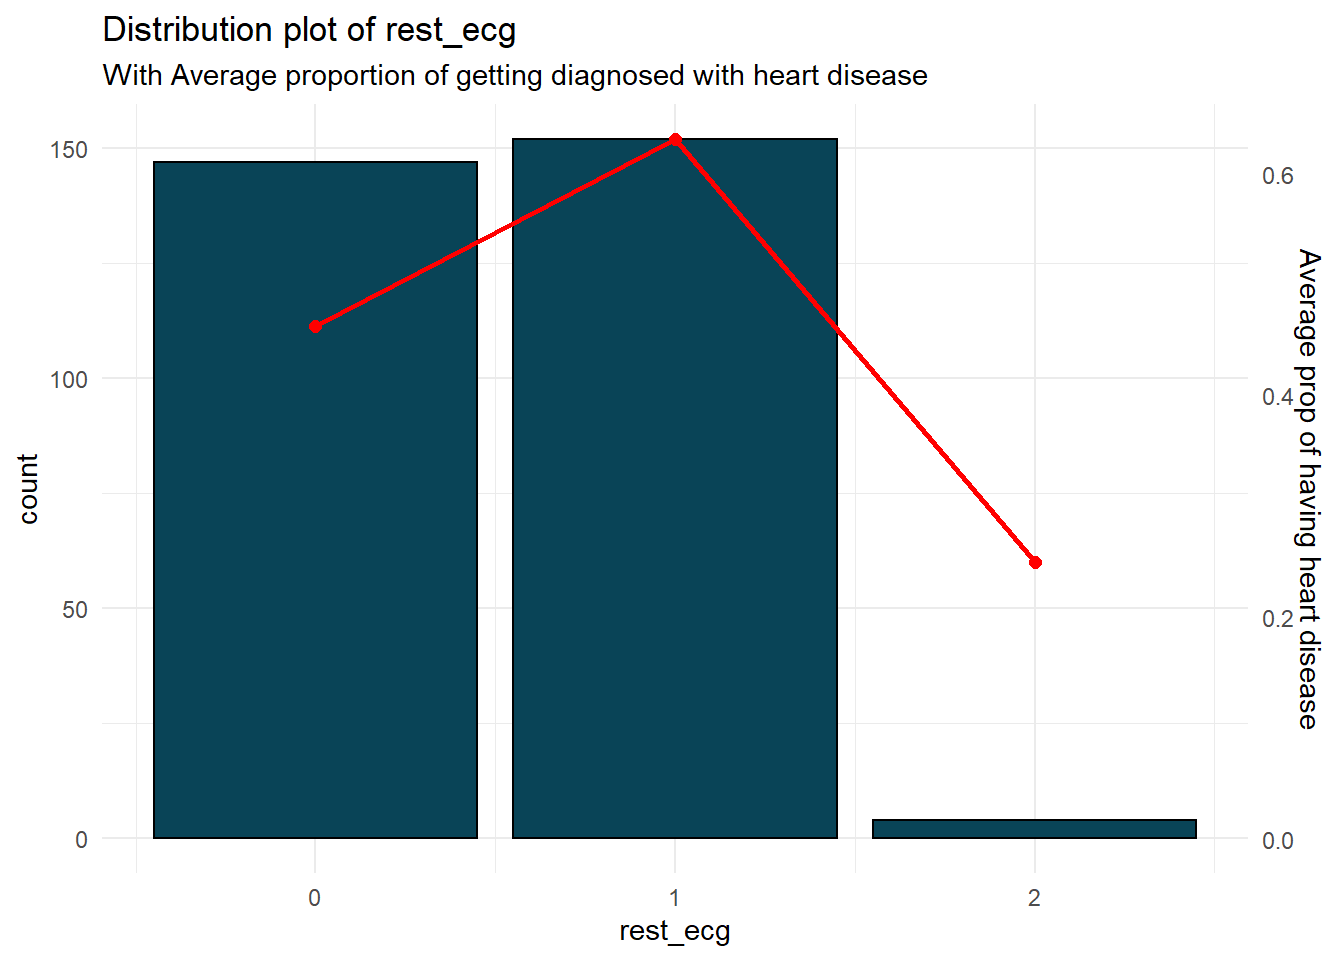 Distribution plot of rest_ecg
With Average proportion of getting diagnosed with heart disease
150
100
50
0
count
0.6
0.4
0.2
0.0
Average prop of having heart disease
0
1
2
rest_ecg